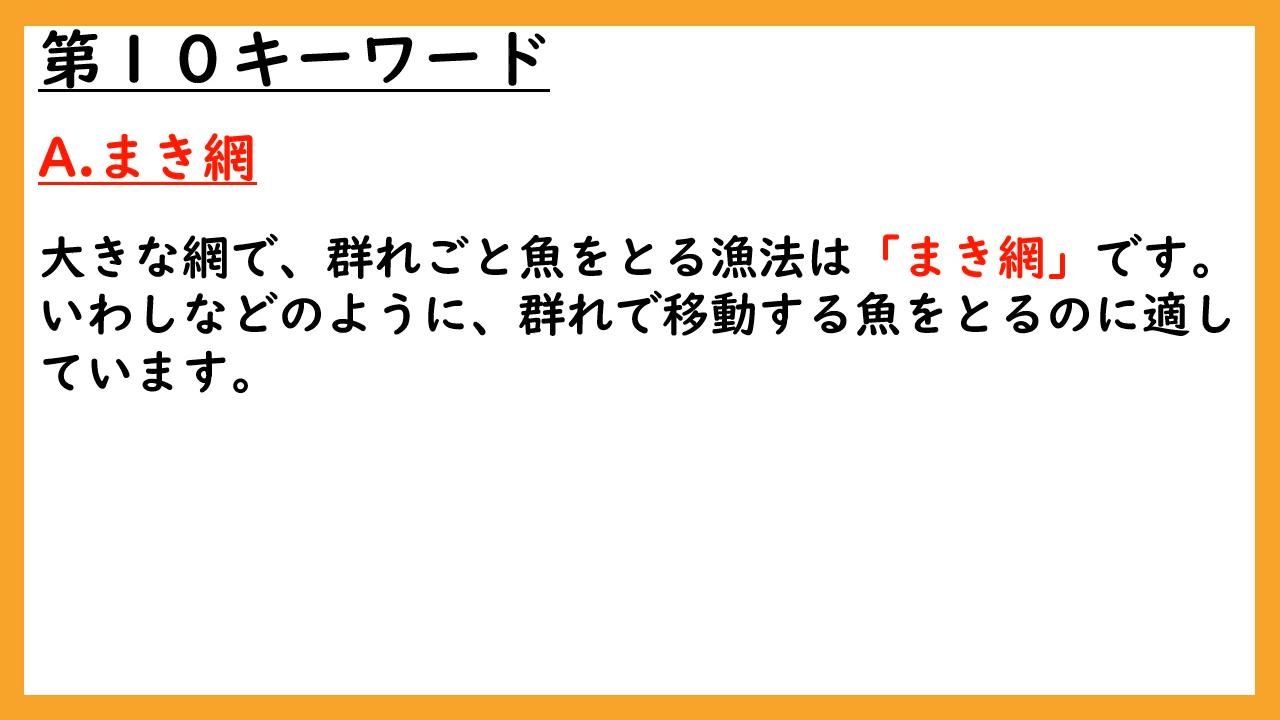 第１０キーワード
A.まき網
大きな網で、群れごと魚をとる漁法は「まき網」です。
いわしなどのように、群れで移動する魚をとるのに適し
ています。